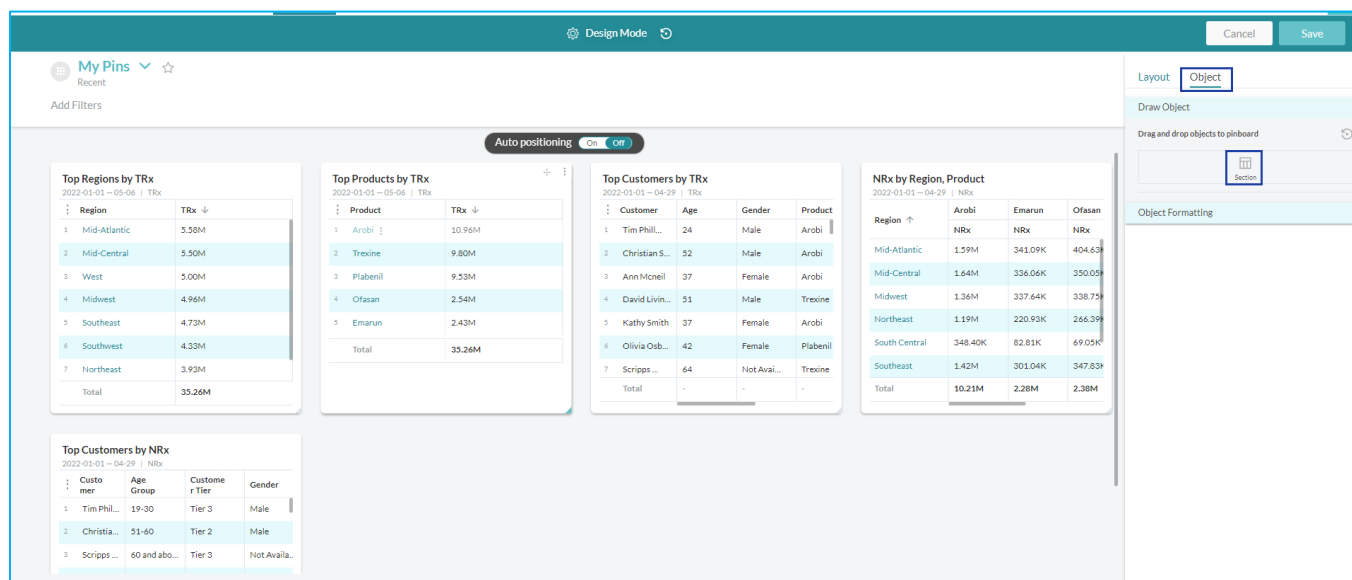 Design Mode
Cancel
Save
My Pins
Recent
Add Filters
Layout Object
Draw Object
Drag and drop objects to pinboard
Section
Object Formatting
Auto positioning On Off
Top Regions by TRx
2022-01-01 — 05-06 | TRx
Region TRx
1 Mid-Atlantic 5.58M
2 Mid-Central 5.50M
3 West 5.00M
4 Midwest 4.96M
5 Southeast 4.73M
6 Southwest 4.33M
7 Northeast 3.93M
Total 35.26M
Top Products by TRx
2022-01-01 — 05-06 | TRx
Product TRx
1 Arobi 10.96M
2 Trexine 9.80M
3 Plabenil 9.53M
4 Ofasan 2.54M
5 Emarun 2.43M
Total 35.26M
Top Customers by TRx
2022-01-01 — 04-29 | TRx
Customer Age Gender Product
1 Tim Phill... 24 Male Arobi
2 Christian S... 52 Male Arobi
3 Ann Mcneil 37 Female Arobi
4 David Livin... 51 Male Trexine
5 Kathy Smith 37 Female Arobi
6 Olivia Osb... 42 Female Plabenil
7 Scripps ... 64 Not Avai... Trexine
Total - - -
NRx by Region, Product
2022-01-01 — 04-29 | NRx
Region Arobi Emarun Ofasan
NRx NRx NRx
Mid-Atlantic 1.59M 341.09K 404.63K
Mid-Central 1.64M 336.06K 350.05K
Midwest 1.36M 337.64K 338.75K
Northeast 1.19M 220.93K 266.39K
South Central 348.40K 82.81K 69.05K
Southeast 1.42M 301.04K 347.83K
Total 10.21M 2.28M 2.38M
Top Customers by NRx
2022-01-01 — 04-29 | NRx
Custo Age Custome Gender
mer Group r Tier
1 Tim Phil... 19-30 Tier 3 Male
2 Christia... 51-60 Tier 2 Male
3 Scripps ... 60 and abo... Tier 3 Not Availa..